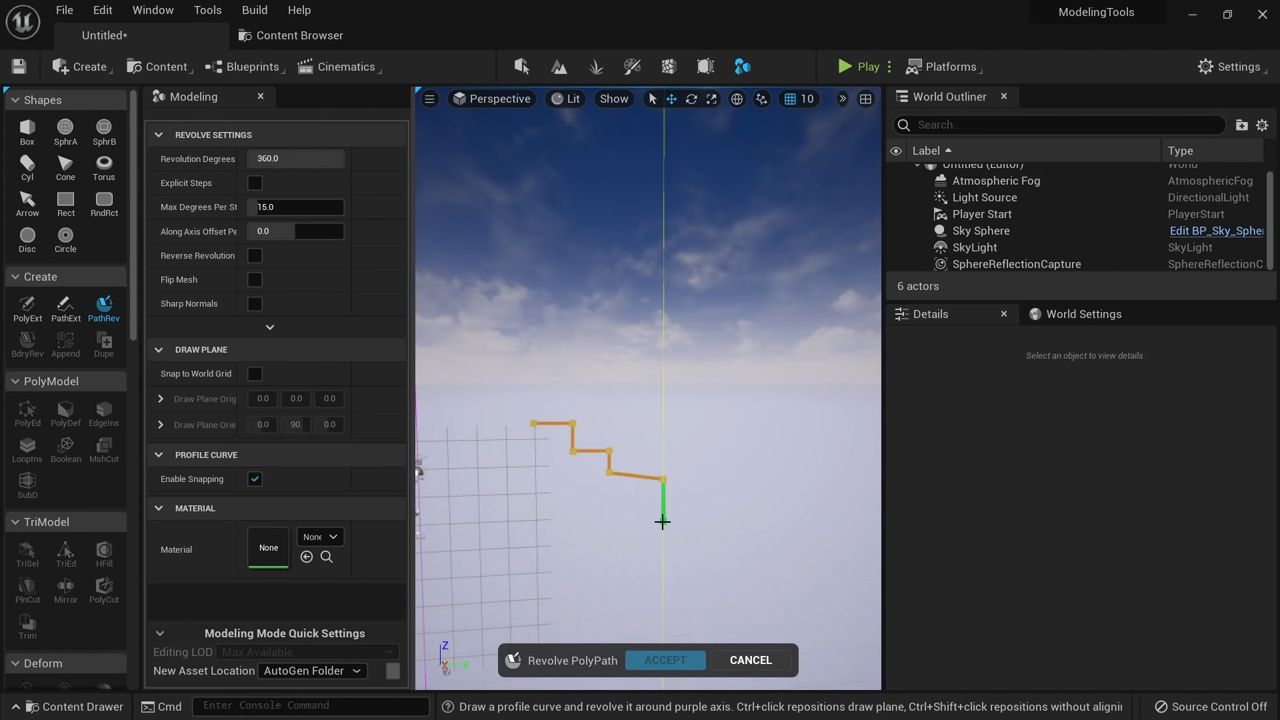 File Edit Window Tools Build Help
ModelingTools
Untitled*
Content Browser
Create
Content
Blueprints
Cinematics
Play
Platforms
Settings
Shapes
Box SphrA SphrB
Cyl Cone Torus
Arrow Rect RndRct
Disc Circle
Create
PolyExt PathExt PathRev
BdryRev Append Dupe
PolyModel
PolyEd PolyDef EdgeIns
LoopIns Boolean MshCut
SubD
TriModel
TriSel TriEd HFill
PlnCut Mirror PolyCut
Trim
Deform
Modeling
REVOLVE SETTINGS
Revolution Degrees 360.0
Explicit Steps
Max Degrees Per St 15.0
Along Axis Offset Pe 0.0
Reverse Revolution
Flip Mesh
Sharp Normals
DRAW PLANE
Snap to World Grid
Draw Plane Orig 0.0 0.0 0.0
Draw Plane Orie 0.0 90. 0.0
PROFILE CURVE
Enable Snapping
MATERIAL
Material
None
None
Modeling Mode Quick Settings
Editing LOD Max Available
New Asset Location AutoGen Folder
Perspective Lit Show 10
Z
Revolve PolyPath ACCEPT CANCEL
World Outliner
Search...
Label Type
Untitled (Editor) World
Atmospheric Fog AtmosphericFog
Light Source DirectionalLight
Player Start PlayerStart
Sky Sphere Edit BP_Sky_Sphe
SkyLight SkyLight
SphereReflectionCapture SphereReflectionC
6 actors
Details
World Settings
Select an object to view details.
Content Drawer
Cmd
Enter Console Command
Draw a profile curve and revolve it around purple axis. Ctrl+click repositions draw plane, Ctrl+Shift+click repositions without alignin
Source Control Off